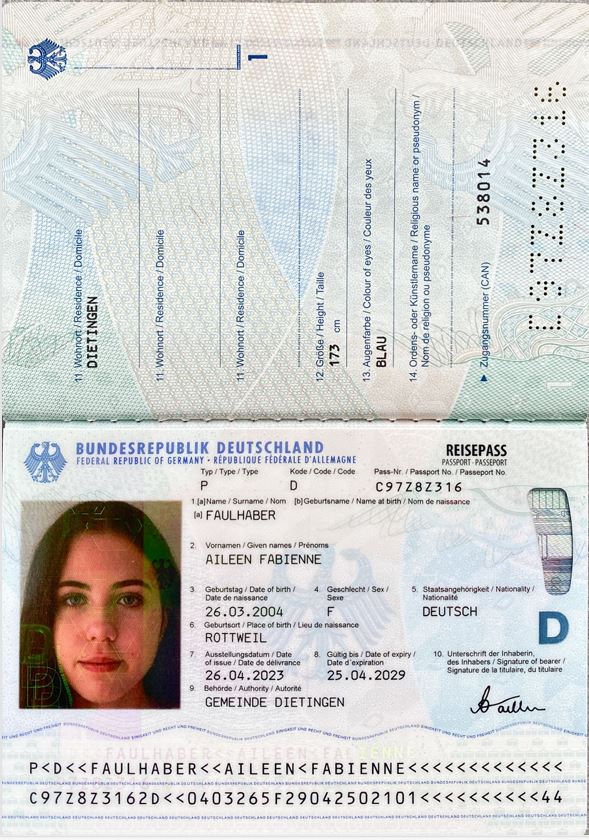 1
11. Wohnort / Residence / Domicile
DIETINGEN
11. Wohnort / Residence / Domicile
11. Wohnort / Residence / Domicile
12. Größe / Height / Taille
173 cm
13. Augenfarbe / Colour of eyes / Couleur des yeux
BLAU
14. Ordens- oder Künstlername / Religious name or pseudonym /
Nom de religion ou pseudonyme
▶ Zugangsnummer (CAN) 538014
C97Z8Z316
BUNDESREPUBLIK DEUTSCHLAND
FEDERAL REPUBLIC OF GERMANY · RÉPUBLIQUE FÉDÉRALE D'ALLEMAGNE
REISEPASS
PASSPORT · PASSEPORT
Typ / Type / Type Kode / Code / Code Pass-Nr. / Passport No. / Passeport No.
P D C97Z8Z316
1.[a]Name / Surname / Nom [b]Geburtsname / Name at birth / Nom de naissance
[a] FAULHABER
2. Vornamen / Given names / Prénoms
AILEEN FABIENNE
3. Geburtstag / Date of birth / Date de naissance
4. Geschlecht / Sex / Sexe
5. Staatsangehörigkeit / Nationality / Nationalité
26.03.2004 F DEUTSCH
6. Geburtsort / Place of birth / Lieu de naissance
ROTTWEIL
D
7. Ausstellungsdatum / Date of issue / Date de délivrance
8. Gültig bis / Date of expiry / Date d'expiration
10. Unterschrift der Inhaberin, des Inhabers / Signature of bearer / Signature de la titulaire, du titulaire
26.04.2023 25.04.2029
9. Behörde / Authority / Autorité
GEMEINDE DIETINGEN
P<D<<FAULHABER<<AILEEN<FABIENNE<<<<<<<<<<<<<
C97Z8Z3162D<<0403265F29042502101<<<<<<<<<<44